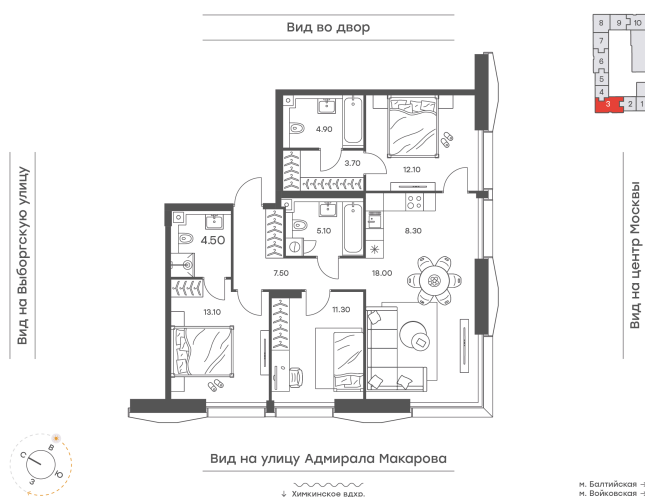 Вид во двор
8 9 10
7
6
5
4
3 2 1
4.90
3.70
12.10
Вид на Выборгскую улицу
Вид на центр Москвы
4.50
5.10
8.30
7.50
18.00
13.10
11.30
Вид на улицу Адмирала Макарова
С В
З Ю
↓ Химкинское вдхр.
м. Балтийская
м. Войковская